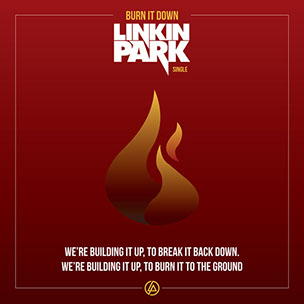 BURN IT DOWN
LINKIN
PARK
SINGLE
WE'RE BUILDING IT UP, TO BREAK IT BACK DOWN.
WE'RE BUILDING IT UP, TO BURN IT TO THE GROUND